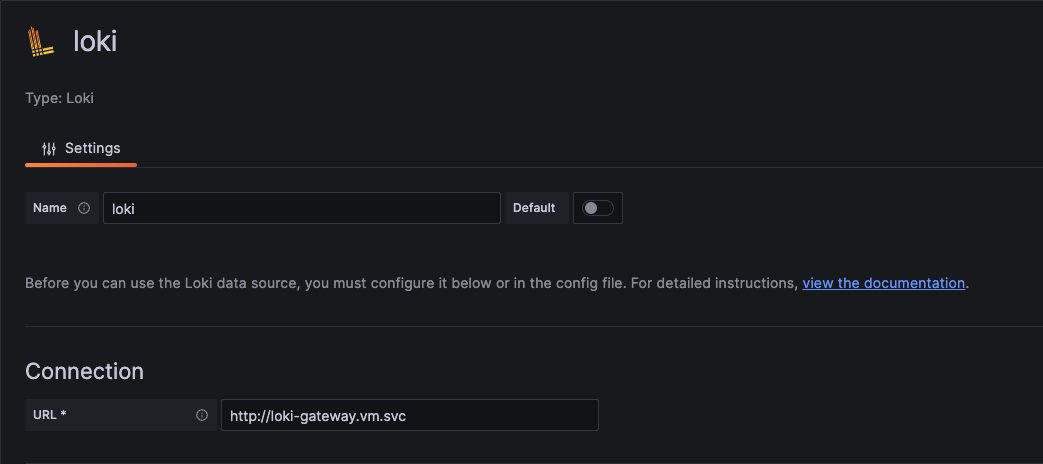 loki
Type: Loki
Settings
Name loki Default
Before you can use the Loki data source, you must configure it below or in the config file. For detailed instructions, view the documentation.
Connection
URL * http://loki-gateway.vm.svc